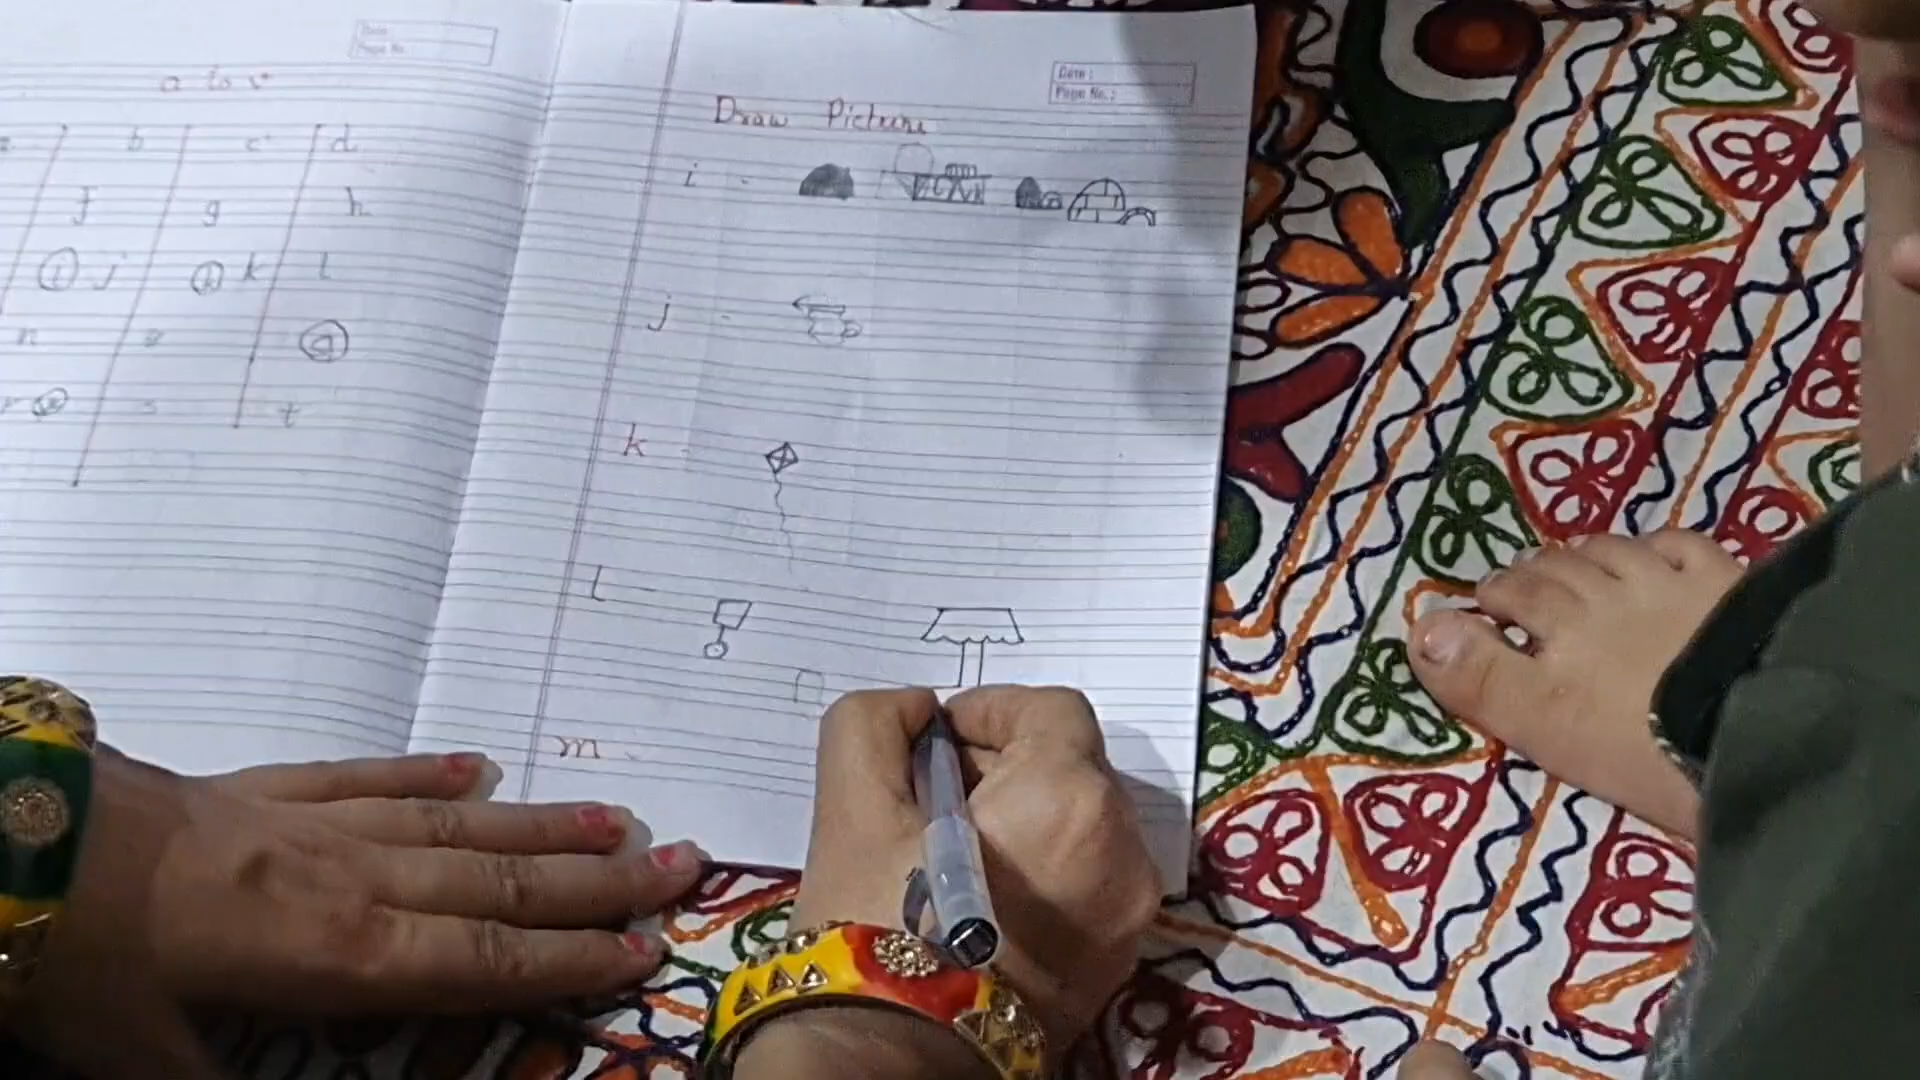 Date
Page No.
a to
b c d
f g h
i j k l
n q
s t
Date :
Page No. :
Draw Picture
i -
j -
k -
l -
m -